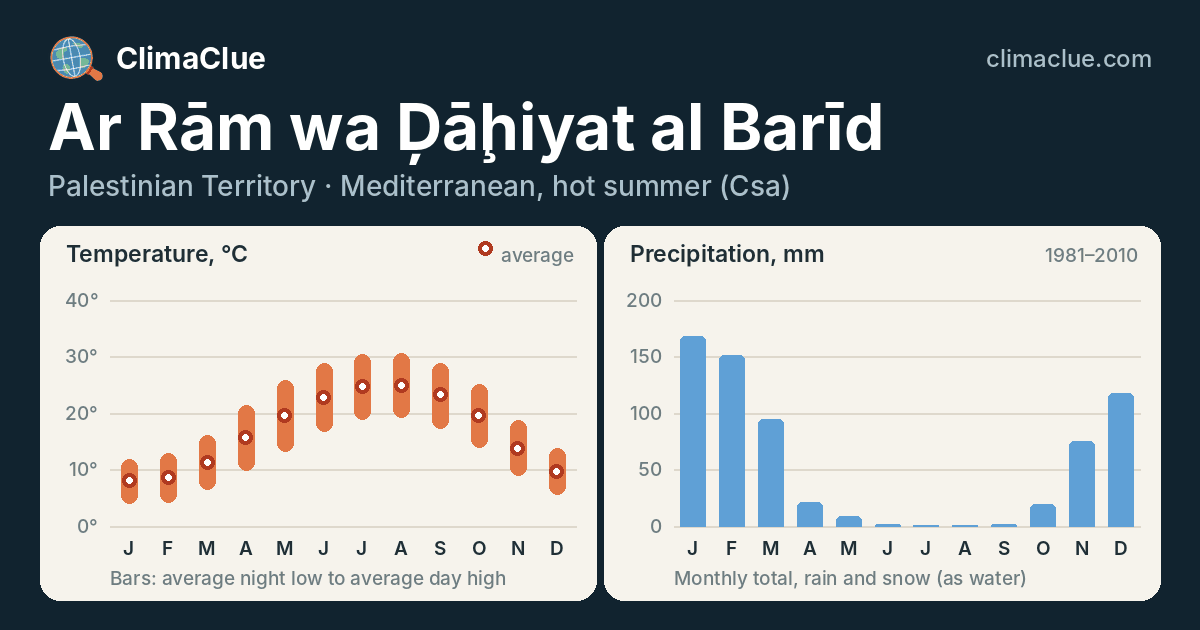 ClimaClue
climaclue.com
Ar Rām wa Ḑāḩiyat al Barīd
Palestinian Territory · Mediterranean, hot summer (Csa)
Temperature, °C
average
40°
30°
20°
10°
0°
J F M A M J J A S O N D
Bars: average night low to average day high
Precipitation, mm
1981–2010
200
150
100
50
0
J F M A M J J A S O N D
Monthly total, rain and snow (as water)